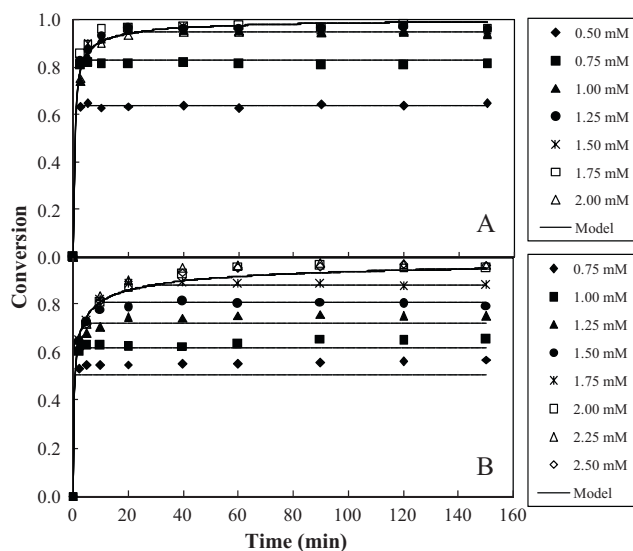 1.0
0.8
0.6
0.4
0.2
0.0
A
0.50 mM
0.75 mM
1.00 mM
1.25 mM
1.50 mM
1.75 mM
2.00 mM
Model
Conversion
1.0
0.8
0.6
0.4
0.2
0.0
B
0.75 mM
1.00 mM
1.25 mM
1.50 mM
1.75 mM
2.00 mM
2.25 mM
2.50 mM
Model
0 20 40 60 80 100 120 140 160
Time (min)